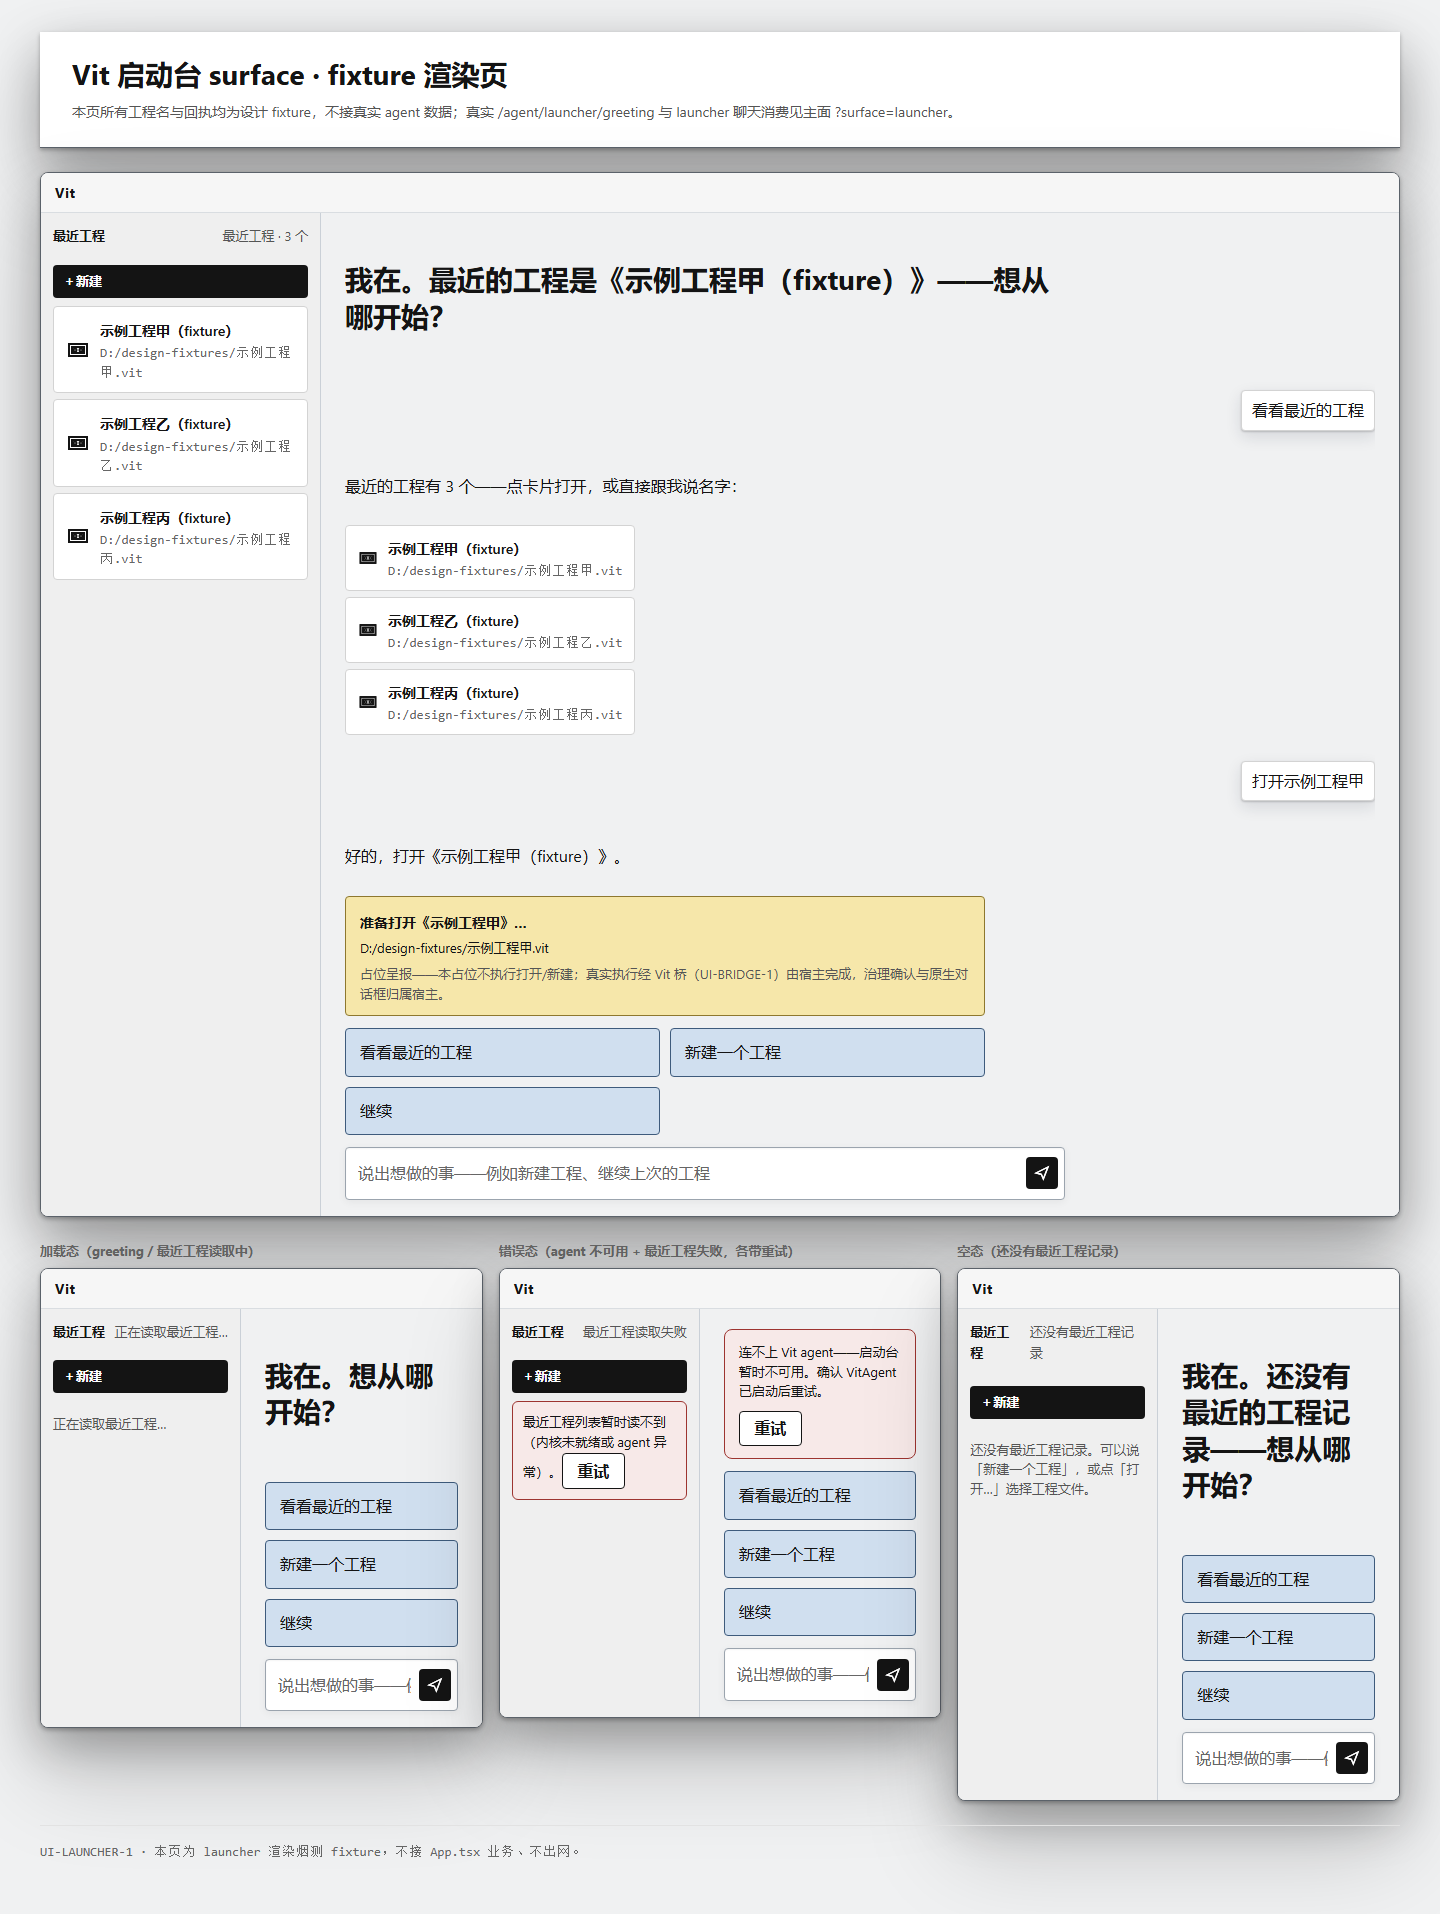 Vit 启动台 surface · fixture 渲染页
本页所有工程名与回执均为设计 fixture，不接真实 agent 数据；真实 /agent/launcher/greeting 与 launcher 聊天消费见主面 ?surface=launcher。
Vit
最近工程
最近工程 · 3 个
+ 新建
示例工程甲（fixture）
D:/design-fixtures/示例工程
甲.vit
示例工程乙（fixture）
D:/design-fixtures/示例工程
乙.vit
示例工程丙（fixture）
D:/design-fixtures/示例工程
丙.vit
我在。最近的工程是《示例工程甲（fixture）》——想从
哪开始？
看看最近的工程
最近的工程有 3 个——点卡片打开，或直接跟我说名字：
示例工程甲（fixture）
D:/design-fixtures/示例工程甲.vit
示例工程乙（fixture）
D:/design-fixtures/示例工程乙.vit
示例工程丙（fixture）
D:/design-fixtures/示例工程丙.vit
打开示例工程甲
好的，打开《示例工程甲（fixture）》。
准备打开《示例工程甲》…
D:/design-fixtures/示例工程甲.vit
占位呈报——本占位不执行打开/新建；真实执行经 Vit 桥（UI-BRIDGE-1）由宿主完成，治理确认与原生对
话框归属宿主。
看看最近的工程
新建一个工程
继续
说出想做的事——例如新建工程、继续上次的工程
加载态（greeting / 最近工程读取中）
Vit
最近工程
正在读取最近工程…
+ 新建
正在读取最近工程…
我在。想从哪
开始？
看看最近的工程
新建一个工程
继续
说出想做的事——
错误态（agent 不可用 + 最近工程失败，各带重试）
Vit
最近工程
最近工程读取失败
+ 新建
最近工程列表暂时读不到
（内核未就绪或 agent 异
常）。
重试
连不上 Vit agent——启动台
暂时不可用。确认 VitAgent
已启动后重试。
重试
看看最近的工程
新建一个工程
继续
说出想做的事——
空态（还没有最近工程记录）
Vit
最近工
程
还没有最近工程记
录
+ 新建
还没有最近工程记录。可以说
「新建一个工程」，或点「打
开…」选择工程文件。
我在。还没有
最近的工程记
录——想从哪
开始？
看看最近的工程
新建一个工程
继续
说出想做的事——
UI-LAUNCHER-1 · 本页为 launcher 渲染烟测 fixture，不接 App.tsx 业务、不出网。